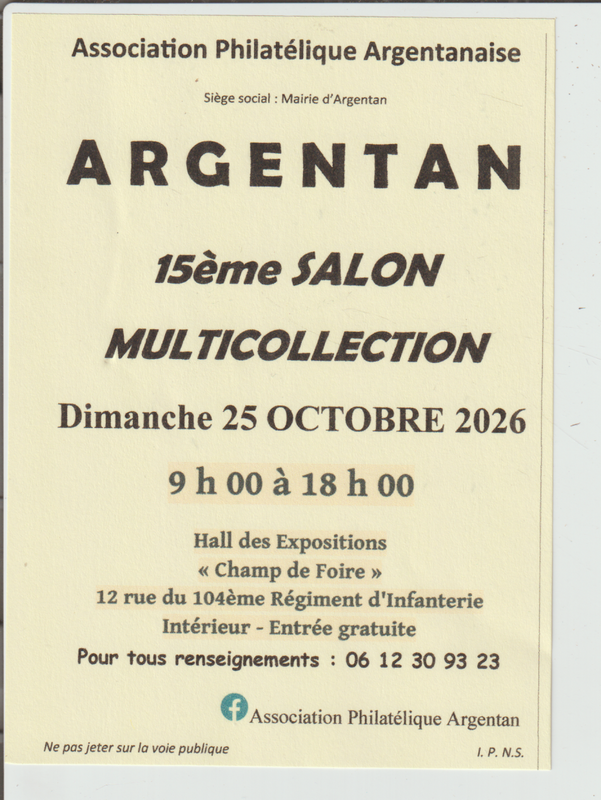 Association Philatélique Argentanaise
Siège social : Mairie d'Argentan
ARGENTAN
15ème SALON
MULTICOLLECTION
Dimanche 25 OCTOBRE 2026
9 h 00 à 18 h 00
Hall des Expositions
« Champ de Foire »
12 rue du 104ème Régiment d'Infanterie
Intérieur - Entrée gratuite
Pour tous renseignements : 06 12 30 93 23
Association Philatélique Argentan
Ne pas jeter sur la voie publique
I. P. N.S.